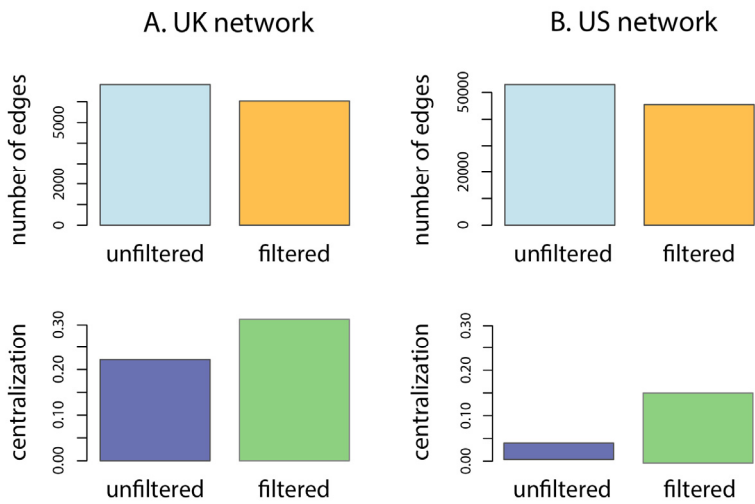 A. UK network
B. US network
number of edges
5000
2000
0
unfiltered
filtered
number of edges
50000
20000
0
unfiltered
filtered
centralization
0.30
0.20
0.10
0.00
unfiltered
filtered
centralization
0.30
0.20
0.10
0.00
unfiltered
filtered